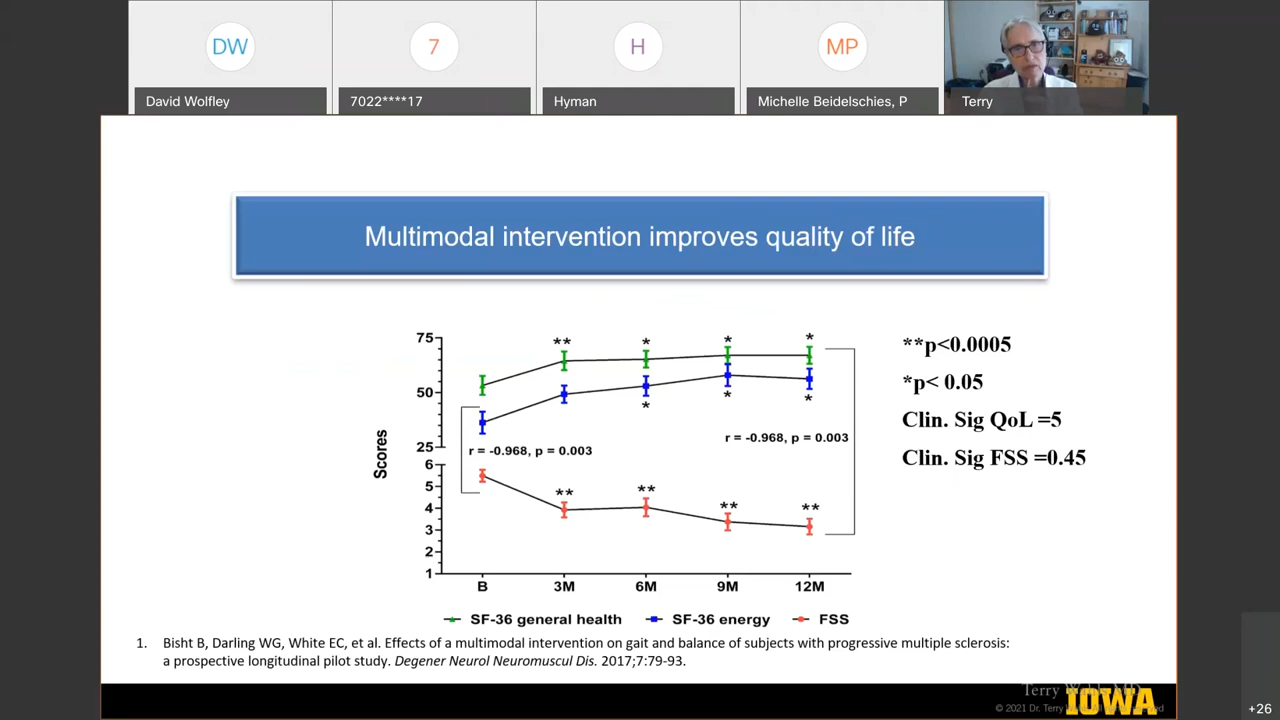 DW
7
H
MP
David Wolfley
7022****17
Hyman
Michelle Beidelschies, P
Terry
Multimodal intervention improves quality of life
75
50
25
6
5
4
3
2
1
Scores
**
*
*
*
*
*
*
**
**
**
**
r = -0.968, p = 0.003
r = -0.968, p = 0.003
B
3M
6M
9M
12M
SF-36 general health
SF-36 energy
FSS
**p<0.0005
*p< 0.05
Clin. Sig QoL =5
Clin. Sig FSS =0.45
1. Bisht B, Darling WG, White EC, et al. Effects of a multimodal intervention on gait and balance of subjects with progressive multiple sclerosis:
a prospective longitudinal pilot study. Degener Neurol Neuromuscul Dis. 2017;7:79-93.
Terry
MD
© 2021 Dr. Terry
IOWA
+26